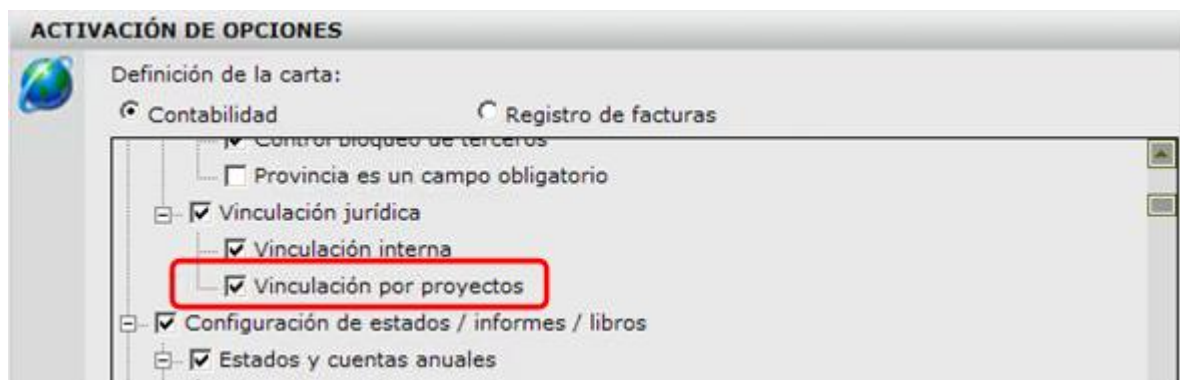 ACTIVACIÓN DE OPCIONES
Definición de la carta:
Contabilidad Registro de facturas
Control bloqueo de terceros
Provincia es un campo obligatorio
Vinculación jurídica
Vinculación interna
Vinculación por proyectos
Configuración de estados / informes / libros
Estados y cuentas anuales